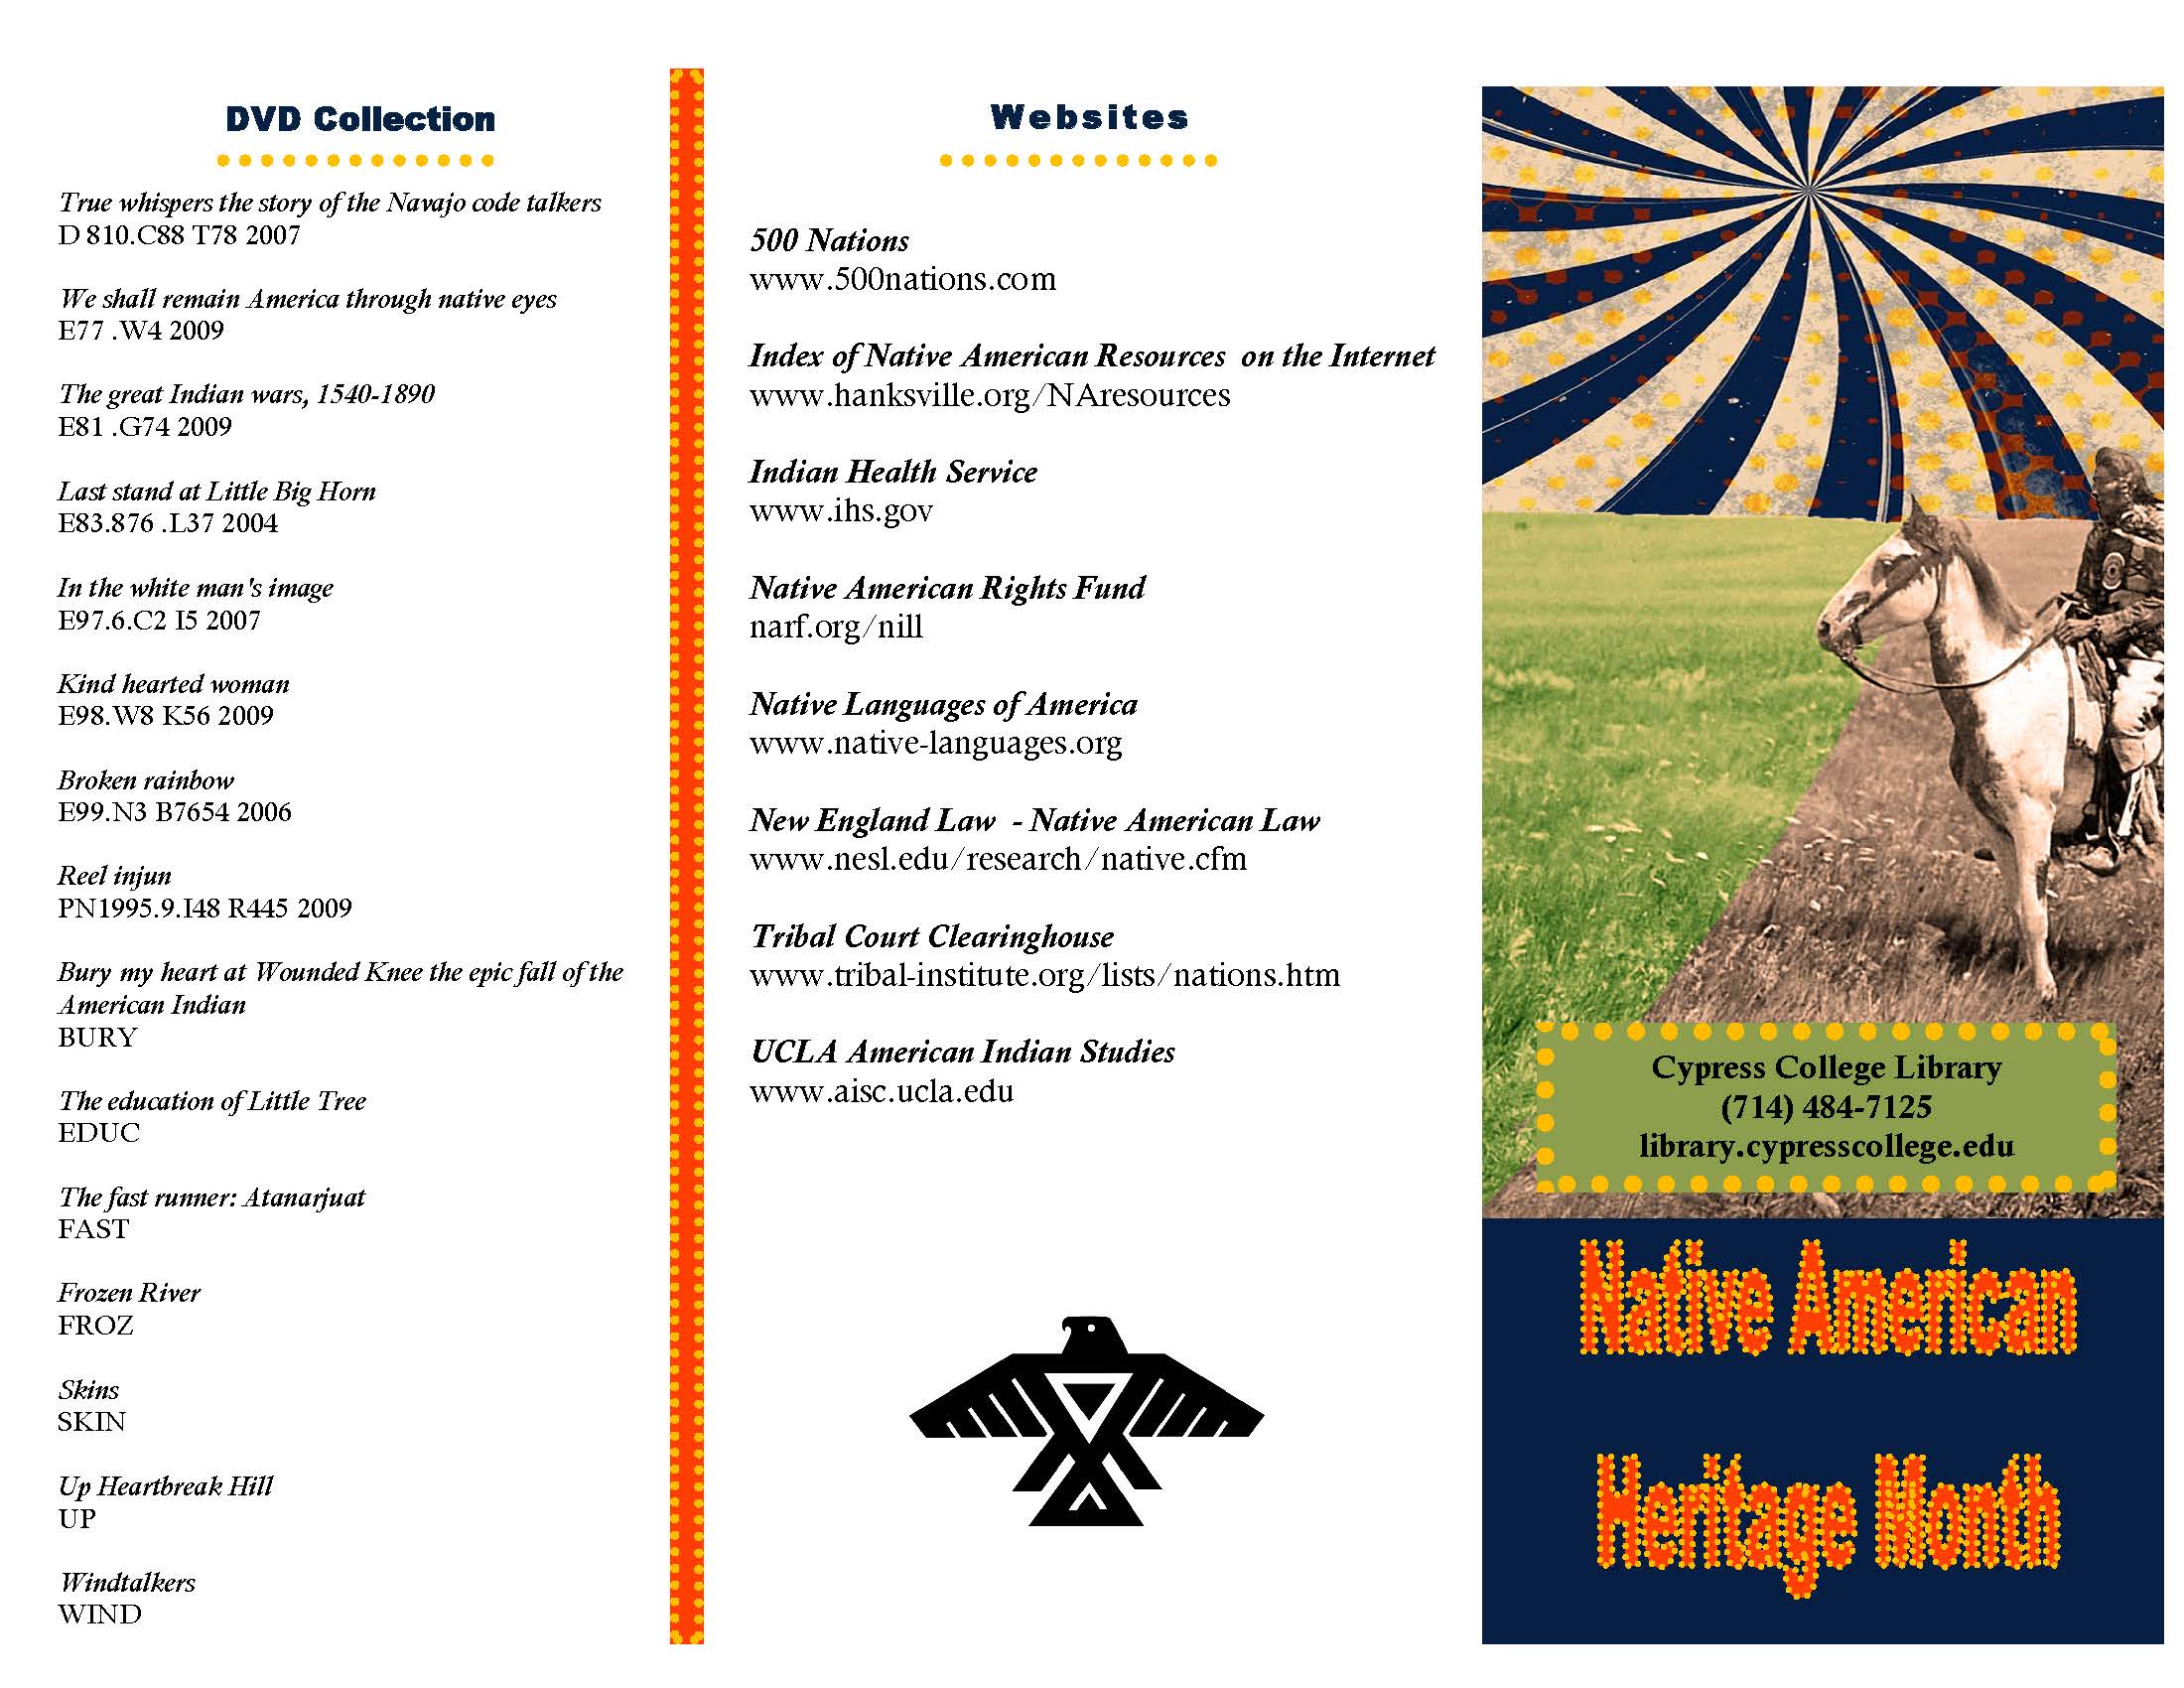 DVD Collection
True whispers the story of the Navajo code talkers
D 810.C88 T78 2007
We shall remain America through native eyes
E77 .W4 2009
The great Indian wars, 1540-1890
E81 .G74 2009
Last stand at Little Big Horn
E83.876 .L37 2004
In the white man's image
E97.6.C2 I5 2007
Kind hearted woman
E98.W8 K56 2009
Broken rainbow
E99.N3 B7654 2006
Reel injun
PN1995.9.I48 R445 2009
Bury my heart at Wounded Knee the epic fall of the
American Indian
BURY
The education of Little Tree
EDUC
The fast runner: Atanarjuat
FAST
Frozen River
FROZ
Skins
SKIN
Up Heartbreak Hill
UP
Windtalkers
WIND
Websites
500 Nations
www.500nations.com
Index of Native American Resources on the Internet
www.hanksville.org/NAresources
Indian Health Service
www.ihs.gov
Native American Rights Fund
narf.org/nill
Native Languages of America
www.native-languages.org
New England Law - Native American Law
www.nesl.edu/research/native.cfm
Tribal Court Clearinghouse
www.tribal-institute.org/lists/nations.htm
UCLA American Indian Studies
www.aisc.ucla.edu
Cypress College Library
(714) 484-7125
library.cypresscollege.edu
Native American
Heritage Month